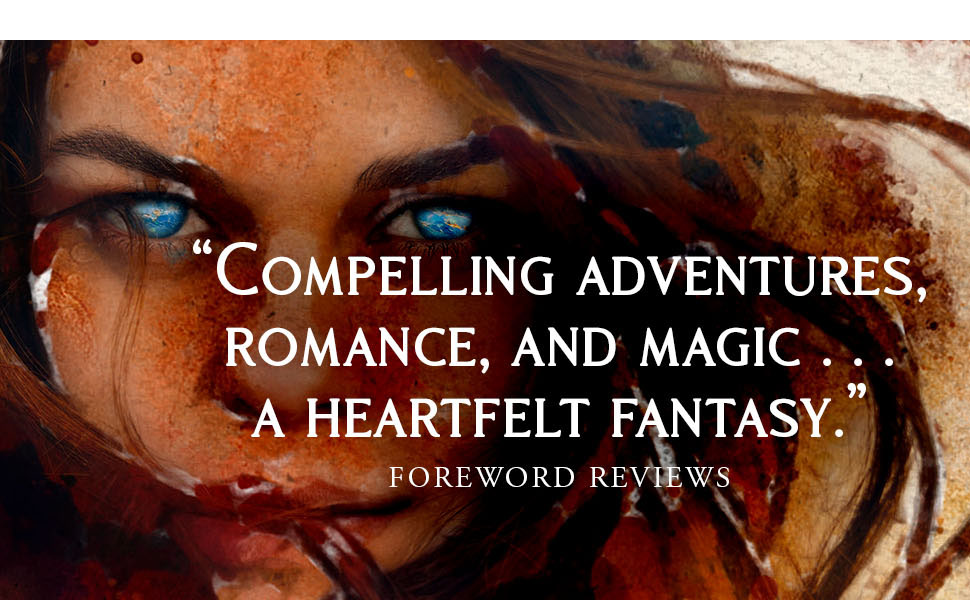 “COMPELLING ADVENTURES,
ROMANCE, AND MAGIC . . .
A HEARTFELT FANTASY.”
FOREWORD REVIEWS